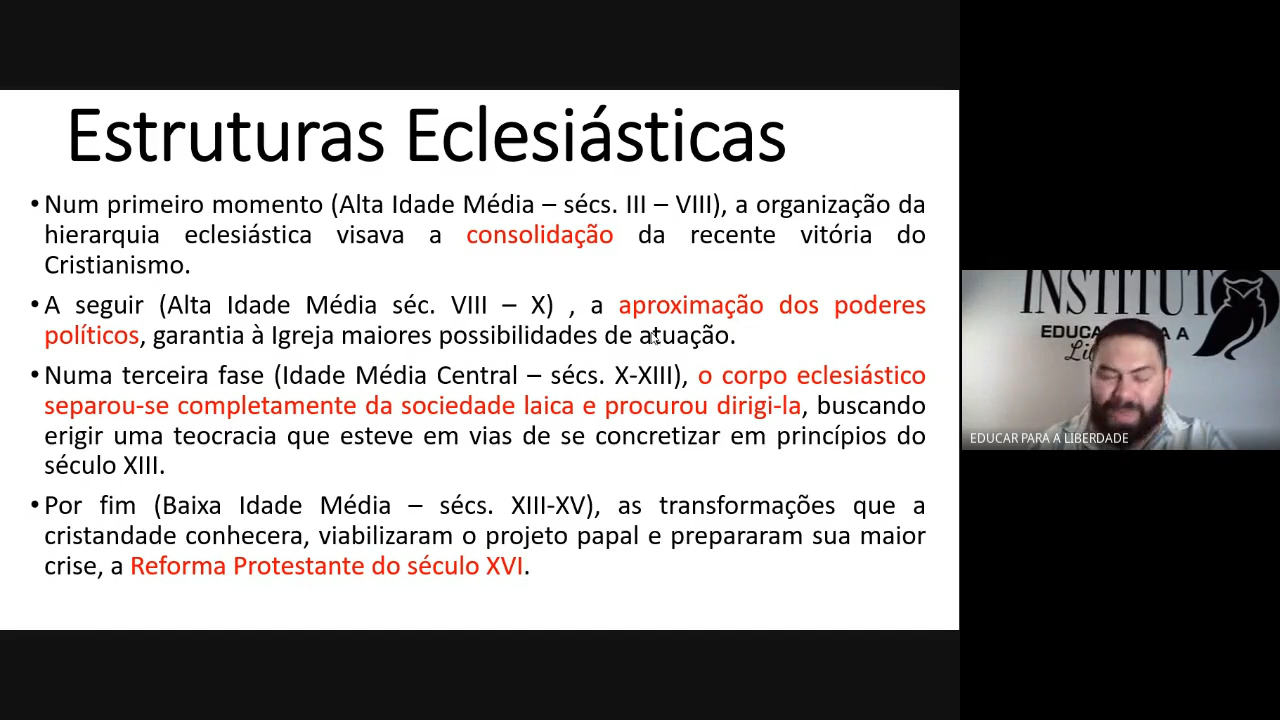 Estruturas Eclesiásticas
• Num primeiro momento (Alta Idade Média – sécs. III – VIII), a organização da
hierarquia eclesiástica visava a consolidação da recente vitória do
Cristianismo.
• A seguir (Alta Idade Média séc. VIII – X) , a aproximação dos poderes
políticos, garantia à Igreja maiores possibilidades de atuação.
• Numa terceira fase (Idade Média Central – sécs. X-XIII), o corpo eclesiástico
separou-se completamente da sociedade laica e procurou dirigi-la, buscando
erigir uma teocracia que esteve em vias de se concretizar em princípios do
século XIII.
• Por fim (Baixa Idade Média – sécs. XIII-XV), as transformações que a
cristandade conhecera, viabilizaram o projeto papal e prepararam sua maior
crise, a Reforma Protestante do século XVI.
INSTITUT
EDUCA A A
Li
EDUCAR PARA A LIBERDADE